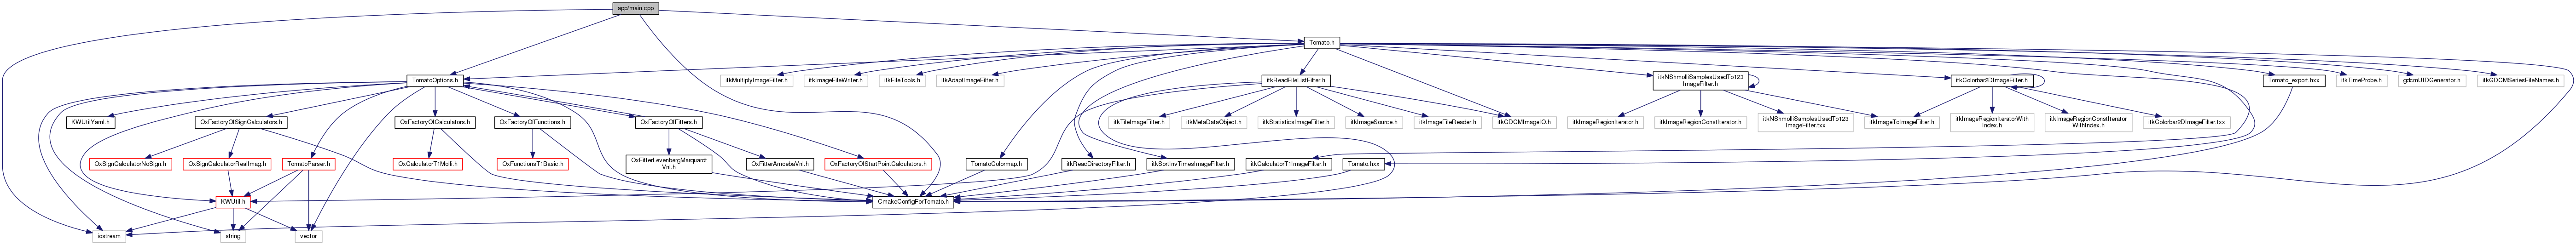 app/main.cpp
Tomato.h
TomatoOptions.h
itkMultiplyImageFilter.h
itkImageFileWriter.h
itkFileTools.h
itkAdaptImageFilter.h
itkReadFileListFilter.h
itkNShmolliSamplesUsedTo123
ImageFilter.h
itkColorbar2DImageFilter.h
Tomato_export.hxx
itkTimeProbe.h
gdcmUIDGenerator.h
itkGDCMSeriesFileNames.h
KWUtilYaml.h
OxFactoryOfSignCalculators.h
OxFactoryOfCalculators.h
OxFactoryOfFunctions.h
OxFactoryOfFitters.h
itkTileImageFilter.h
itkMetaDataObject.h
itkStatisticsImageFilter.h
itkImageSource.h
itkImageFileReader.h
itkGDCMImageIO.h
itkImageRegionIterator.h
itkImageRegionConstIterator.h
itkNShmolliSamplesUsedTo123
ImageFilter.txx
itkImageToImageFilter.h
itkImageRegionIteratorWith
Index.h
itkImageRegionConstIterator
WithIndex.h
itkColorbar2DImageFilter.txx
OxSignCalculatorNoSign.h
OxSignCalculatorRealImag.h
TomatoParser.h
OxCalculatorT1Molli.h
OxFunctionsT1Basic.h
OxFitterLevenbergMarquardt
Vnl.h
OxFitterAmoebaVnl.h
OxFactoryOfStartPointCalculators.h
TomatoColormap.h
itkReadDirectoryFilter.h
itkSortInvTimesImageFilter.h
itkCalculatorT1ImageFilter.h
Tomato.hxx
KWUtil.h
CmakeConfigForTomato.h
iostream
string
vector